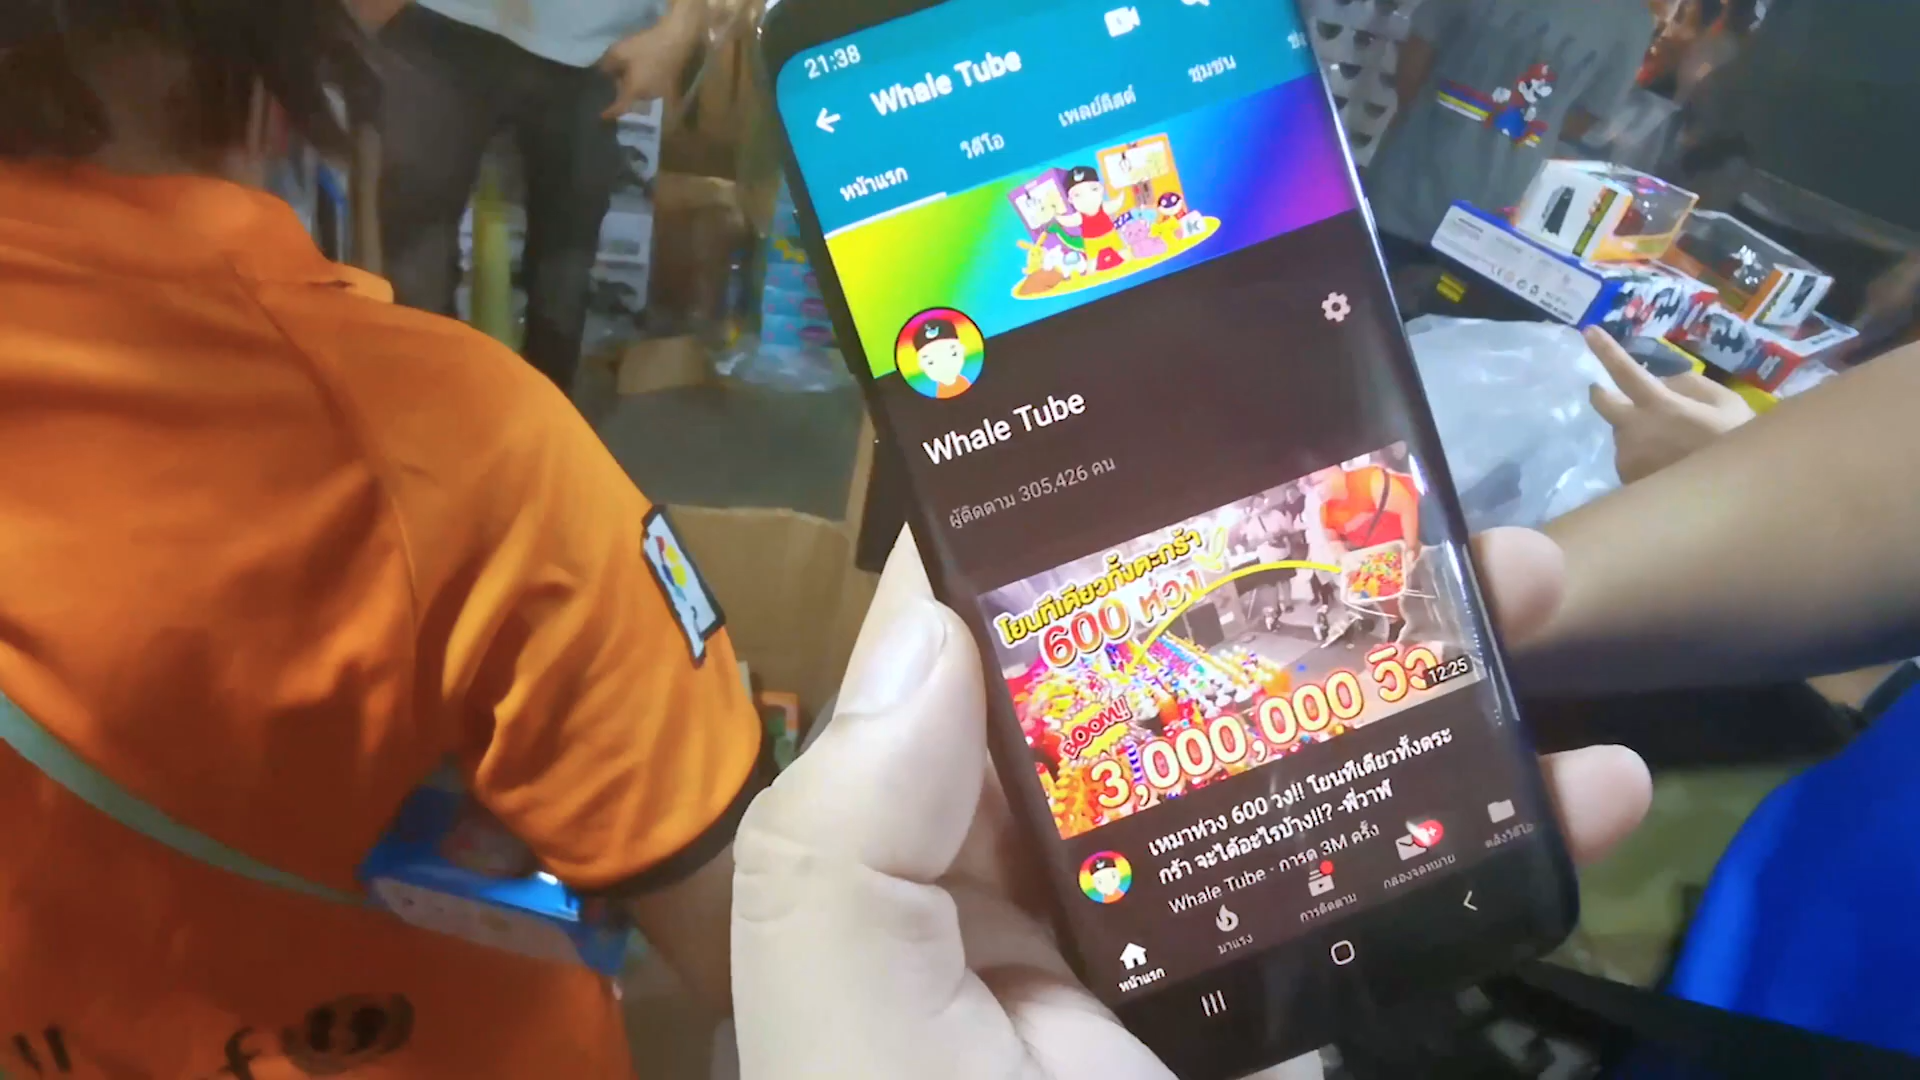 21:38
Whale Tube
หน้าแรก
วิดีโอ
เพลย์ลิสต์
ชุมชน
Whale Tube
ผู้ติดตาม 305,426 คน
โยนทีเดียวทั้งตะกร้า
600 ห่วง
BOOM!!
3,000,000 วิว
12:25
เหมาห่วง 600 วง!! โยนทีเดียวทั้งตระ
กร้า จะได้อะไรบ้าง!!? -พี่วาฬ
Whale Tube · การดู 3M ครั้ง
หน้าแรก
มาแรง
การติดตาม
กล่องจดหมาย
คลังวิดีโอ